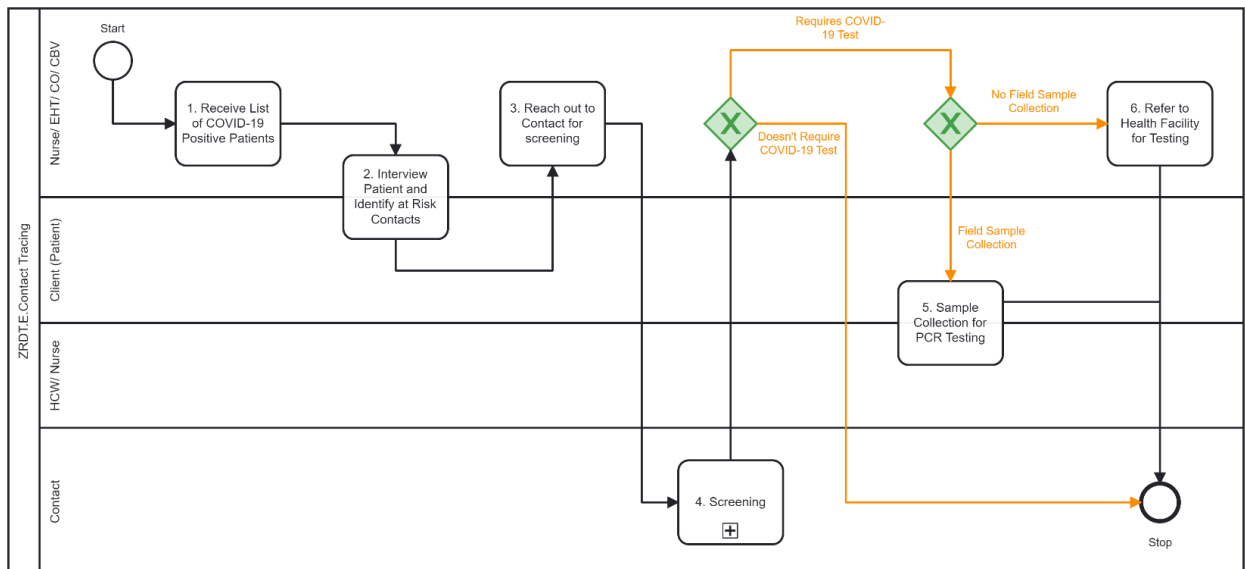 ZRDT.E.Contact Tracing
Nurse/ EHT/ CO/ CBV
Start
1. Receive List
of COVID-19
Positive Patients
2. Interview
Patient and
Identify at Risk
Contacts
3. Reach out to
Contact for
screening
Requires COVID-
19 Test
X
Doesn't Require
COVID-19 Test
X
No Field Sample
Collection
6. Refer to
Health Facility
for Testing
Client (Patient)
Field Sample
Collection
5. Sample
Collection for
PCR Testing
HCW/ Nurse
Contact
4. Screening
Stop